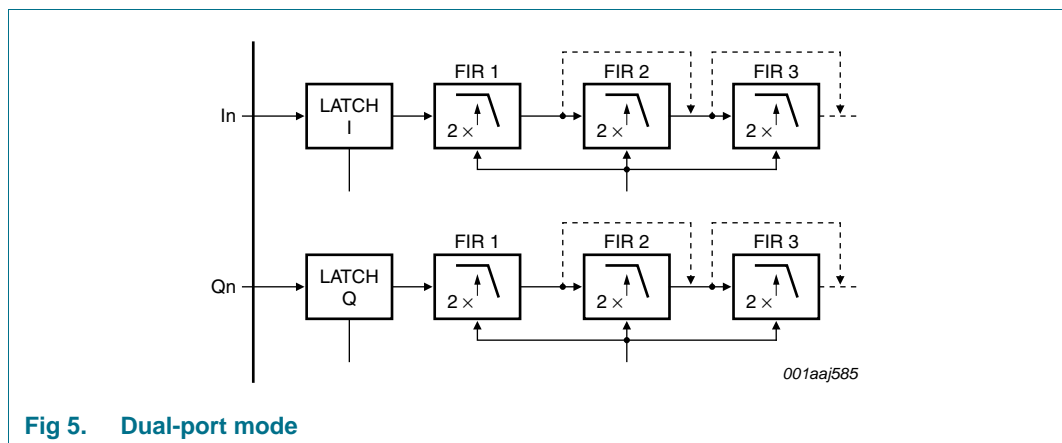 FIR 1 FIR 2 FIR 3
In LATCH I 2 × 2 × 2 ×
FIR 1 FIR 2 FIR 3
Qn LATCH Q 2 × 2 × 2 ×
001aaj585
Fig 5. Dual-port mode